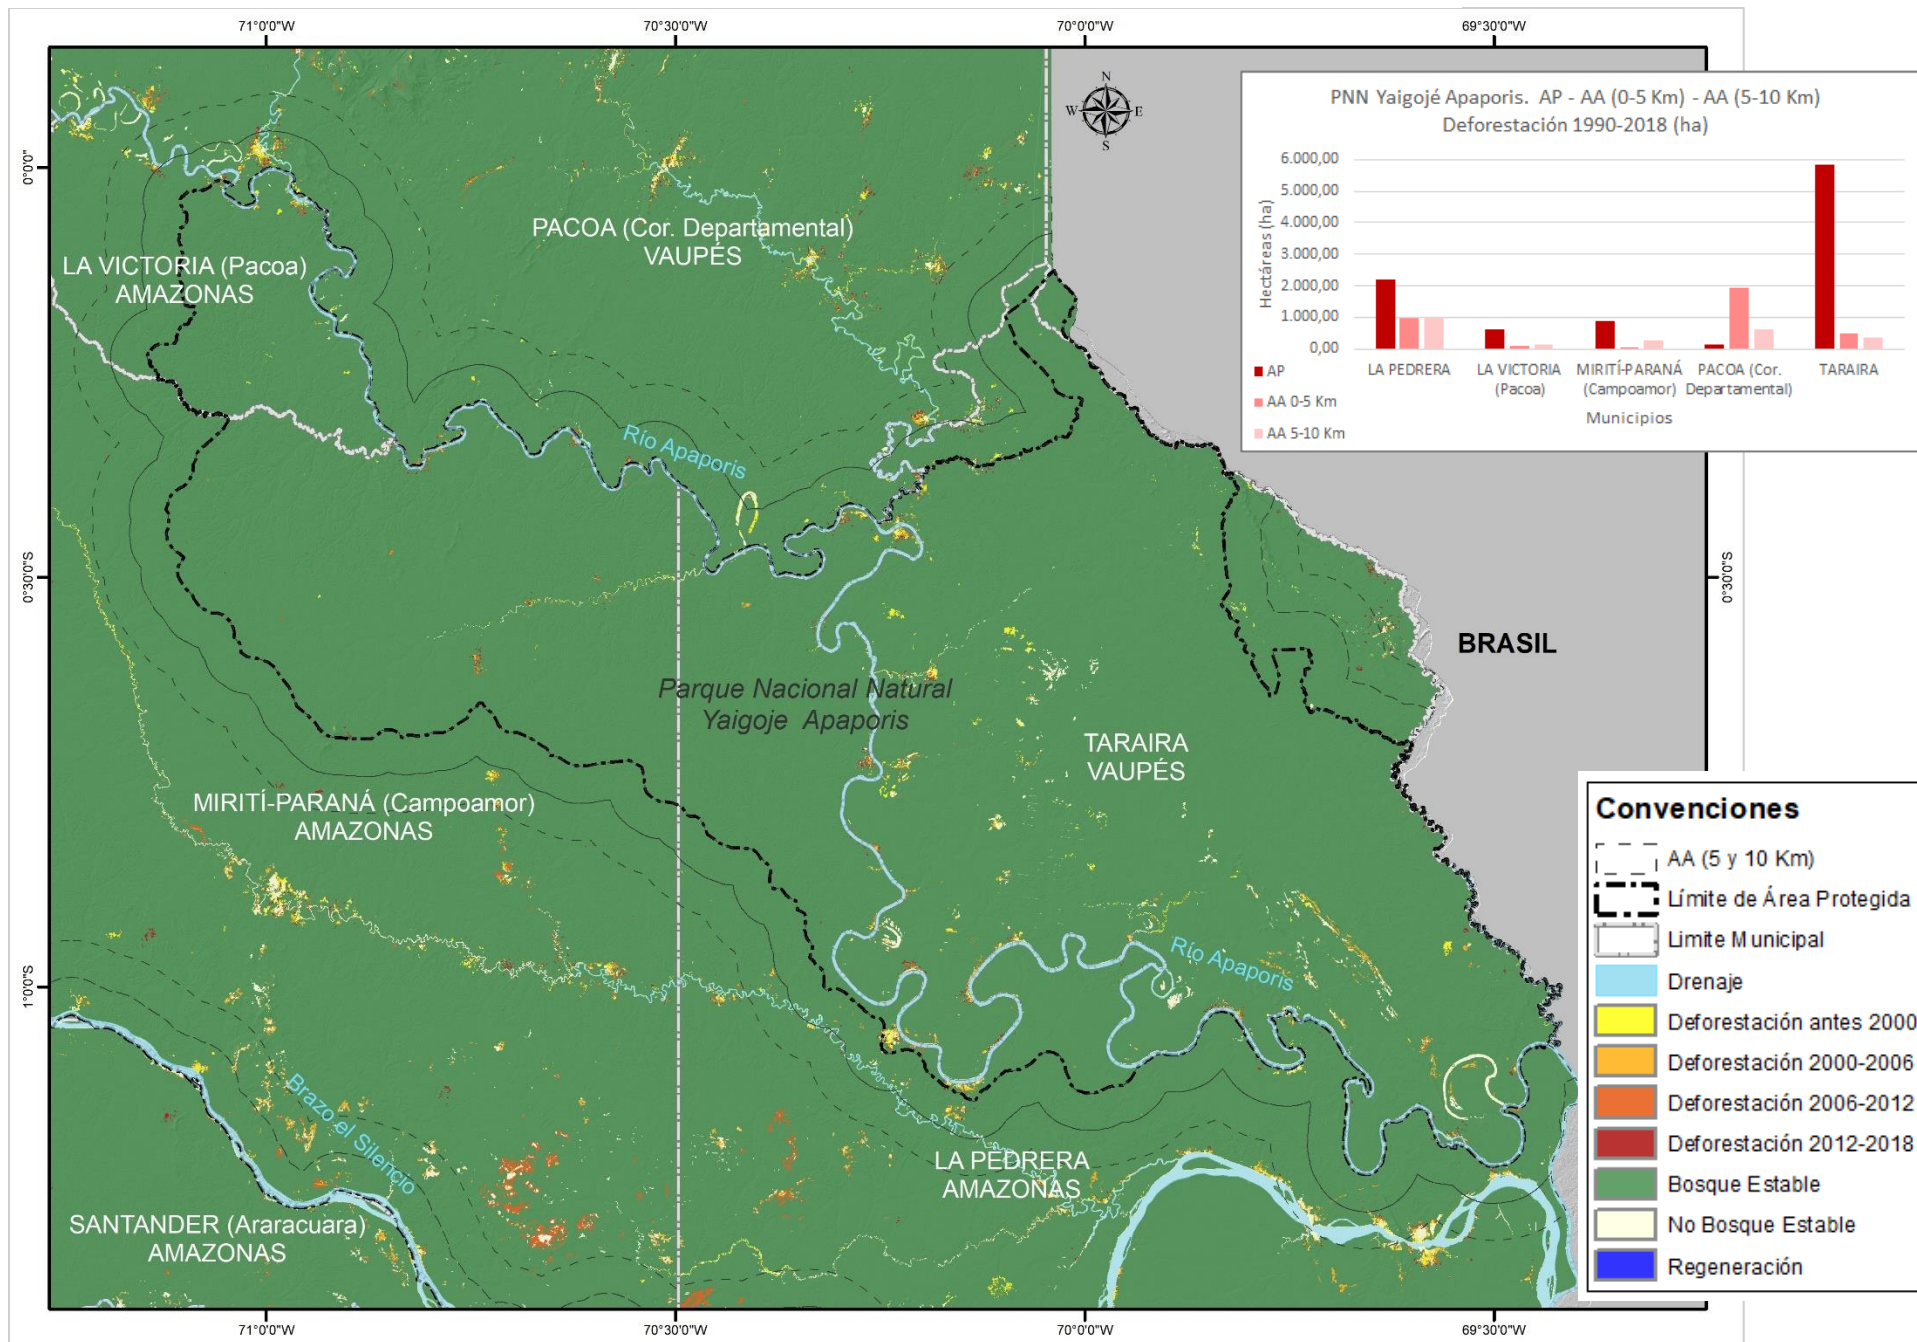 71°0'0"W
70°30'0"W
70°0'0"W
69°30'0"W
0°0'0"
0°30'0"S
1°0'0"S
0°30'0"S
71°0'0"W
70°30'0"W
70°0'0"W
69°30'0"W
N
W E
S
PACOA (Cor. Departamental)
VAUPÉS
LA VICTORIA (Pacoa)
AMAZONAS
Río Apaporis
BRASIL
Parque Nacional Natural
Yaigoje Apaporis
TARAIRA
VAUPÉS
MIRITÍ-PARANÁ (Campoamor)
AMAZONAS
Río Apaporis
Brazo el Silencio
LA PEDRERA
AMAZONAS
SANTANDER (Araracuara)
AMAZONAS
PNN Yaigojé Apaporis. AP - AA (0-5 Km) - AA (5-10 Km)
Deforestación 1990-2018 (ha)
Hectáreas (ha)
6.000,00
5.000,00
4.000,00
3.000,00
2.000,00
1.000,00
0,00
LA PEDRERA
LA VICTORIA
(Pacoa)
MIRITÍ-PARANÁ
(Campoamor)
PACOA (Cor.
Departamental)
TARAIRA
Municipios
AP
AA 0-5 Km
AA 5-10 Km
Convenciones
AA (5 y 10 Km)
Límite de Área Protegida
Limite Municipal
Drenaje
Deforestación antes 2000
Deforestación 2000-2006
Deforestación 2006-2012
Deforestación 2012-2018
Bosque Estable
No Bosque Estable
Regeneración